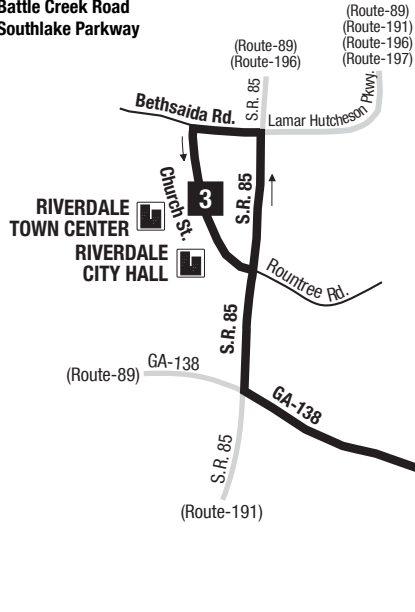 Battle Creek Road
Southlake Parkway
(Route-89)
(Route-191)
(Route-196)
(Route-197)
(Route-89)
(Route-196)
S.R. 85
Pkwy.
Bethsaida Rd.
Lamar Hutcheson
Church St.
3
S.R. 85
RIVERDALE
TOWN CENTER
RIVERDALE
CITY HALL
Rountree Rd.
S.R. 85
GA-138
(Route-89)
GA-138
S.R. 85
(Route-191)